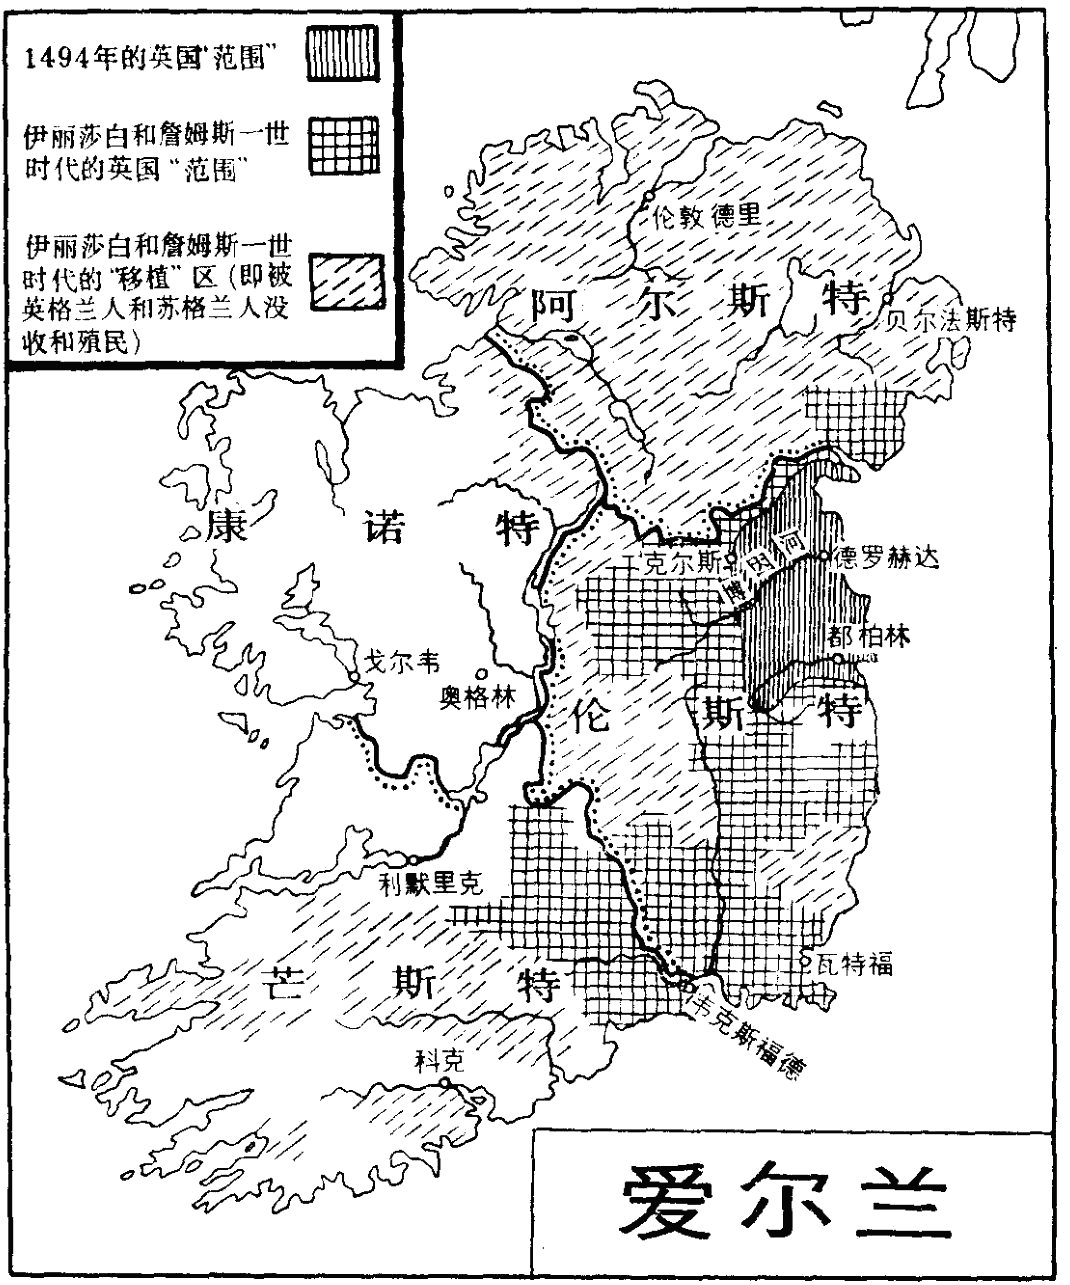 1494年的英国“范围”
伊丽莎白和詹姆斯一世
时代的英国“范围”
伊丽莎白和詹姆斯一世
时代的“移植”区(即被
英格兰人和苏格兰人没
收和殖民)
伦敦德里
阿尔斯特
贝尔法斯特
康诺特
克尔斯
博因河
德罗赫达
都柏林
戈尔韦
奥格林
伦斯特
利默里克
芒斯特
瓦特福
韦克斯福德
科克
爱尔兰